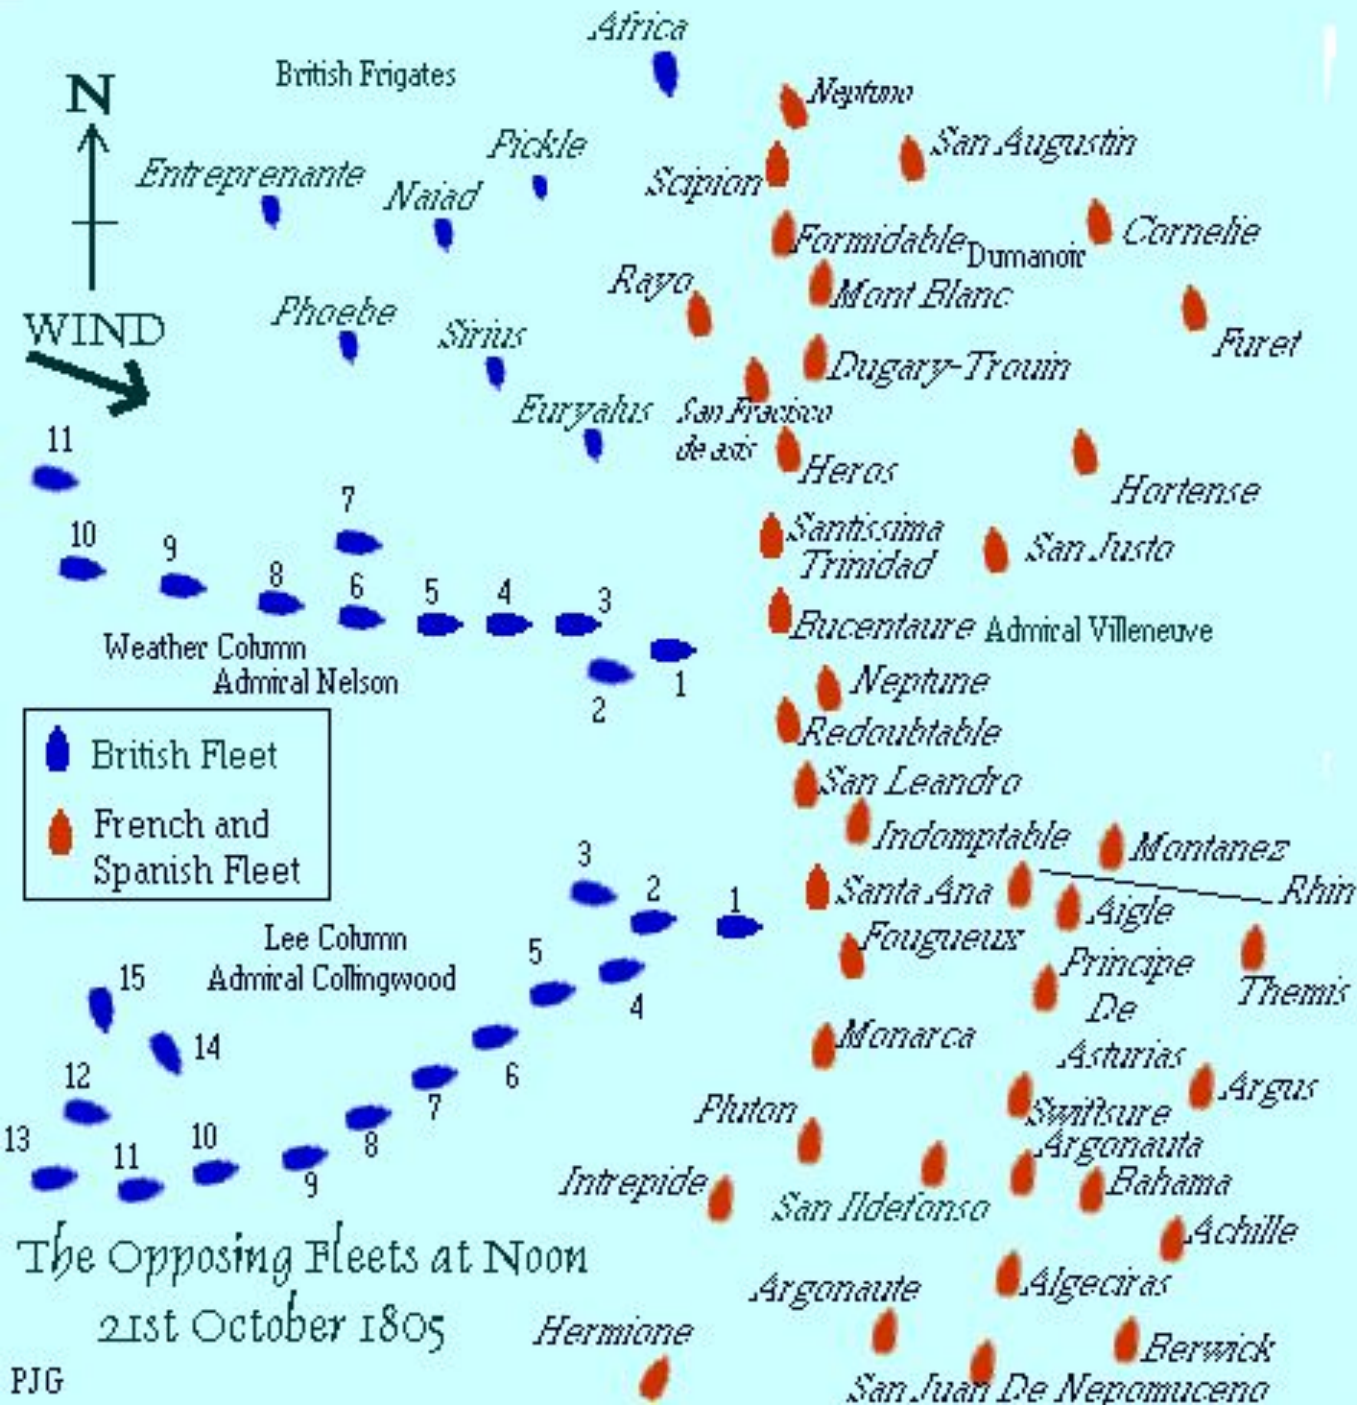 Africa
British Frigates
N
Neptuno
Pickle
San Augustin
Entreprenante
Naiad
Scipion
Formidable
Dumanoir
Cornelie
Rayo
Mont Blanc
WIND
Phoebe
Sirius
Furet
Dugary-Trouin
Euryalus
San Fracisco
de asis
Heros
11
Hortense
7
10
9
8
6
5
4
3
Santissima
Trinidad
San Justo
Bucentaure
Admiral Villeneuve
Weather Column
Admiral Nelson
2
1
Neptune
Redoubtable
British Fleet
French and
Spanish Fleet
San Leandro
Indomptable
Montanez
Rhin
3
2
1
Santa Ana
Aigle
Fougueux
Lee Column
Admiral Collingwood
5
4
Principe
De
Asturias
Themis
15
14
Monarca
6
12
7
Argus
Pluton
Swiftsure
13
11
10
9
8
Argonauta
Intrepide
San Ildefonso
Bahama
Achille
The Opposing Fleets at Noon
21st October 1805
Argonaute
Algeciras
Hermione
Berwick
San Juan De Nepomuceno
PJG